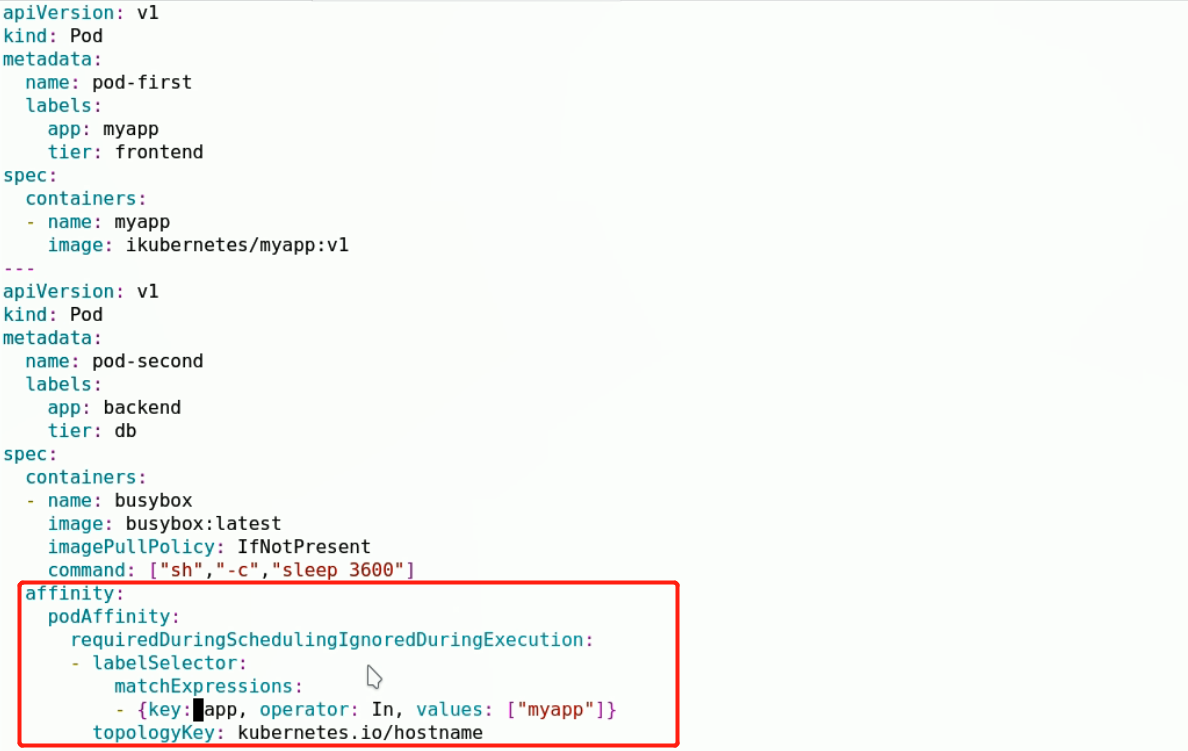 apiVersion: v1
kind: Pod
metadata:
  name: pod-first
  labels:
    app: myapp
    tier: frontend
spec:
  containers:
  - name: myapp
    image: ikubernetes/myapp:v1
---
apiVersion: v1
kind: Pod
metadata:
  name: pod-second
  labels:
    app: backend
    tier: db
spec:
  containers:
  - name: busybox
    image: busybox:latest
    imagePullPolicy: IfNotPresent
    command: ["sh","-c","sleep 3600"]
  affinity:
    podAffinity:
      requiredDuringSchedulingIgnoredDuringExecution:
      - labelSelector:
          matchExpressions:
          - {key: app, operator: In, values: ["myapp"]}
        topologyKey: kubernetes.io/hostname